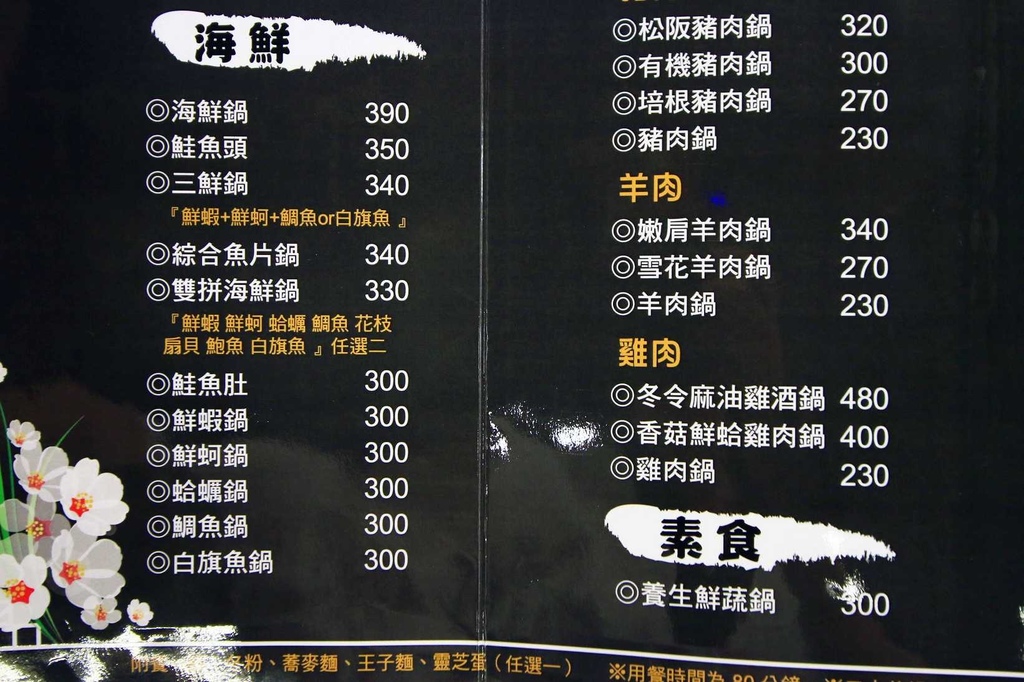 海鮮
◎海鮮鍋 390
◎鮭魚頭 350
◎三鮮鍋 340
『鮮蝦+鮮蚵+鯛魚or白旗魚』
◎綜合魚片鍋 340
◎雙拼海鮮鍋 330
『鮮蝦 鮮蚵 蛤蠣 鯛魚 花枝
扇貝 鮑魚 白旗魚』任選二
◎鮭魚肚 300
◎鮮蝦鍋 300
◎鮮蚵鍋 300
◎蛤蠣鍋 300
◎鯛魚鍋 300
◎白旗魚鍋 300
◎松阪豬肉鍋 320
◎有機豬肉鍋 300
◎培根豬肉鍋 270
◎豬肉鍋 230
羊肉
◎嫩肩羊肉鍋 340
◎雪花羊肉鍋 270
◎羊肉鍋 230
雞肉
◎冬令麻油雞酒鍋 480
◎香菇鮮蛤雞肉鍋 400
◎雞肉鍋 230
素食
◎養生鮮蔬鍋 300
冬粉、蕎麥麵、王子麵、靈芝蛋（任選一）
※用餐時間為 80 分鐘